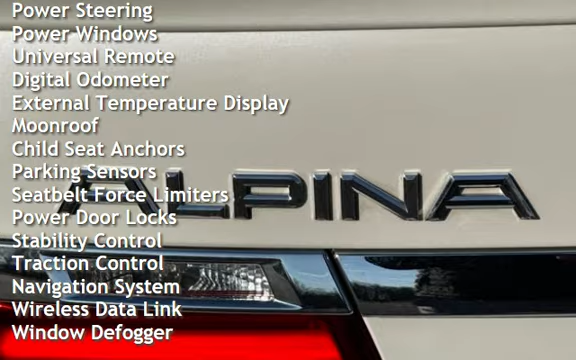 Power Steering
Power Windows
Universal Remote
Digital Odometer
External Temperature Display
Moonroof
Child Seat Anchors
Parking Sensors
Seatbelt Force Limiters
Power Door Locks
Stability Control
Traction Control
Navigation System
Wireless Data Link
Window Defogger
ALPINA